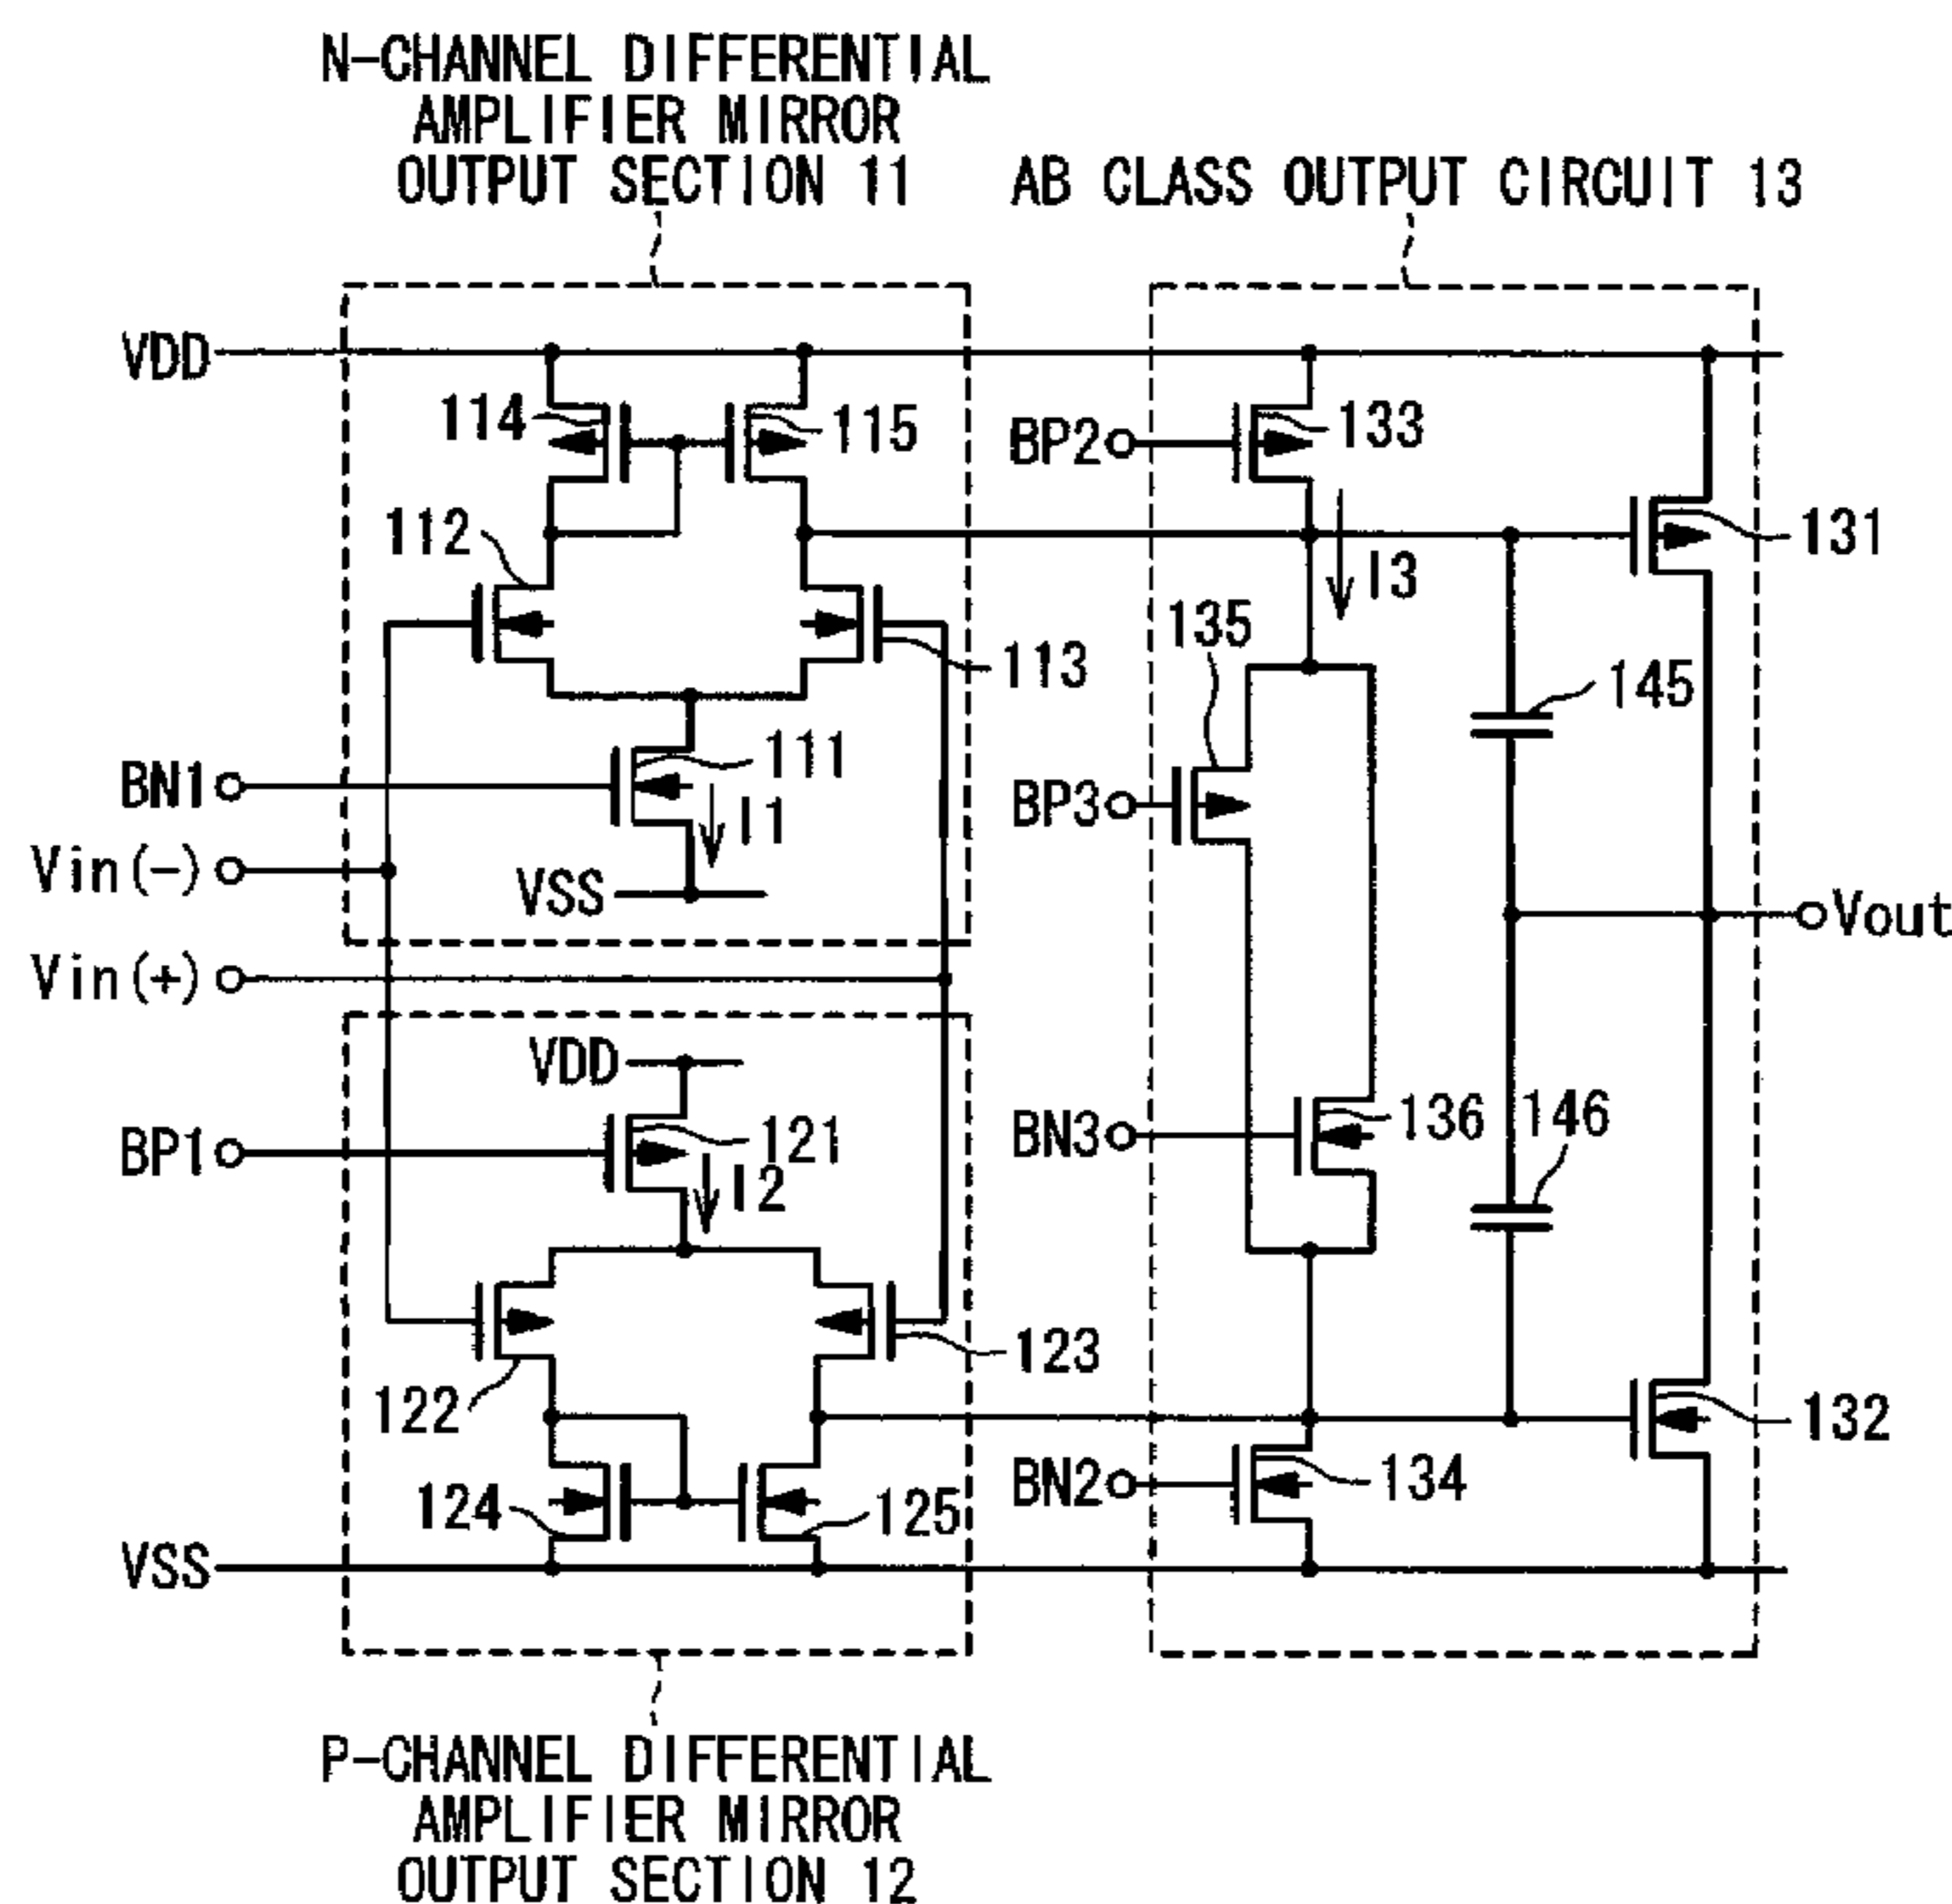 N-CHANNEL DIFFERENTIAL
AMPLIFIER MIRROR
OUTPUT SECTION 11
AB CLASS OUTPUT CIRCUIT 13
VDD
114
115
BP2
133
112
131
I3
135
113
145
BN1
111
I1
BP3
Vin(-)
VSS
Vout
Vin(+)
VDD
BP1
121
I2
BN3
136
146
122
123
132
124
125
BN2
134
VSS
P-CHANNEL DIFFERENTIAL
AMPLIFIER MIRROR
OUTPUT SECTION 12